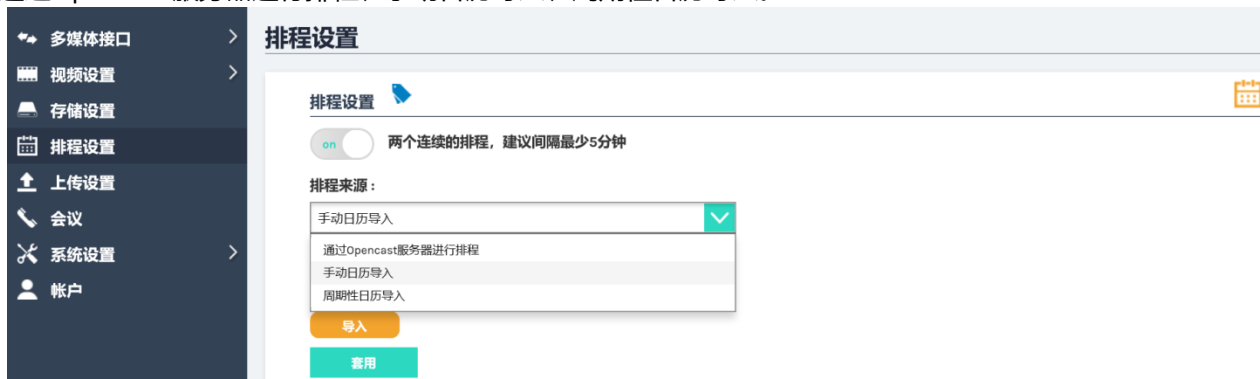 多媒体接口
视频设置
存储设置
排程设置
上传设置
会议
系统设置
帐户
排程设置
排程设置
on
两个连续的排程，建议间隔最少5分钟
排程来源：
手动日历导入
通过Opencast服务器进行排程
手动日历导入
周期性日历导入
导入
套用